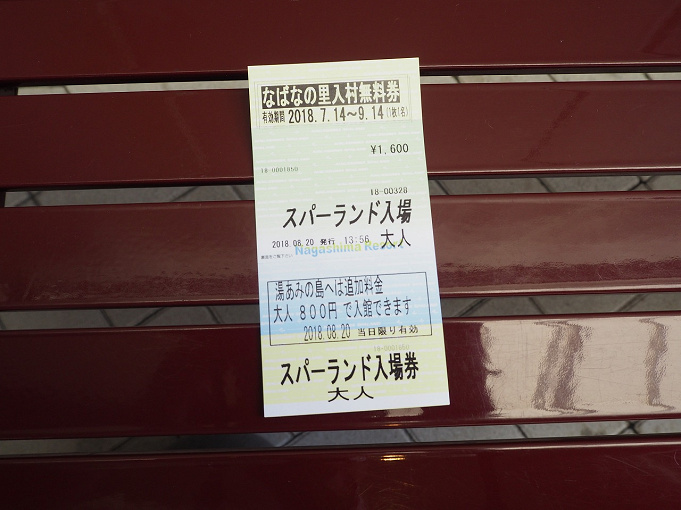 なばなの里入村無料券
有効期間 2018.7.14〜9.14(1枚1名)
¥1,600
18-0001050
18-00328
スパーランド入場
2018.08.20 発行 13:56 大人
Nagashima Resort
湯あみの島へは追加料金
大人 800円 で入館できます
2018.08.20 当日限り有効
18-0001050
スパーランド入場券
大人